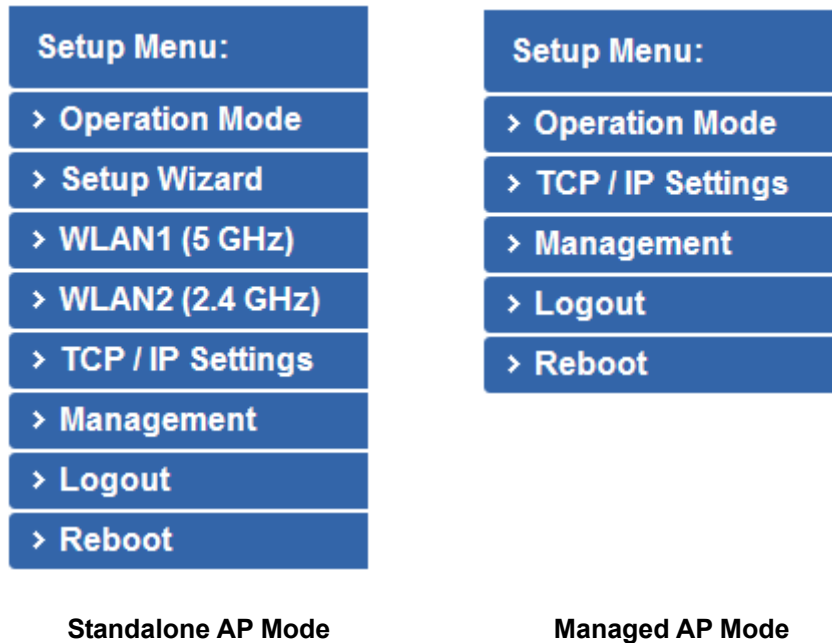 Setup Menu:
> Operation Mode
> Setup Wizard
> WLAN1 (5 GHz)
> WLAN2 (2.4 GHz)
> TCP / IP Settings
> Management
> Logout
> Reboot
Standalone AP Mode
Setup Menu:
> Operation Mode
> TCP / IP Settings
> Management
> Logout
> Reboot
Managed AP Mode